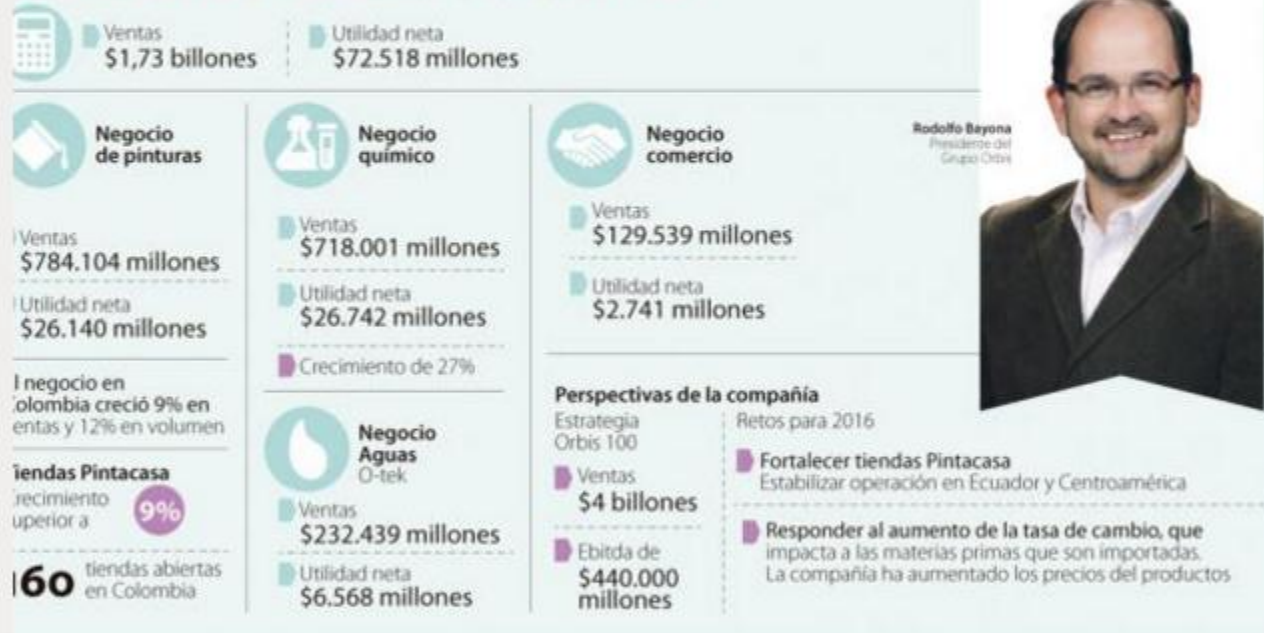 Ventas
$1,73 billones
Utilidad neta
$72.518 millones
Negocio
de pinturas
Ventas
$784.104 millones
Utilidad neta
$26.140 millones
l negocio en
olombia creció 9% en
entas y 12% en volumen
iendas Pintacasa
recimiento
uperior a
9%
160
tiendas abiertas
en Colombia
Negocio
químico
Ventas
$718.001 millones
Utilidad neta
$26.742 millones
Crecimiento de 27%
Negocio
Aguas
O-tek
Ventas
$232.439 millones
Utilidad neta
$6.568 millones
Negocio
comercio
Ventas
$129.539 millones
Utilidad neta
$2.741 millones
Rodolfo Bayona
Presidente del
Grupo Orbis
Perspectivas de la compañía
Estrategia
Orbis 100
Ventas
$4 billones
Ebitda de
$440.000
millones
Retos para 2016
Fortalecer tiendas Pintacasa
Estabilizar operación en Ecuador y Centroamérica
Responder al aumento de la tasa de cambio, que
impacta a las materias primas que son importadas.
La compañía ha aumentado los precios del productos